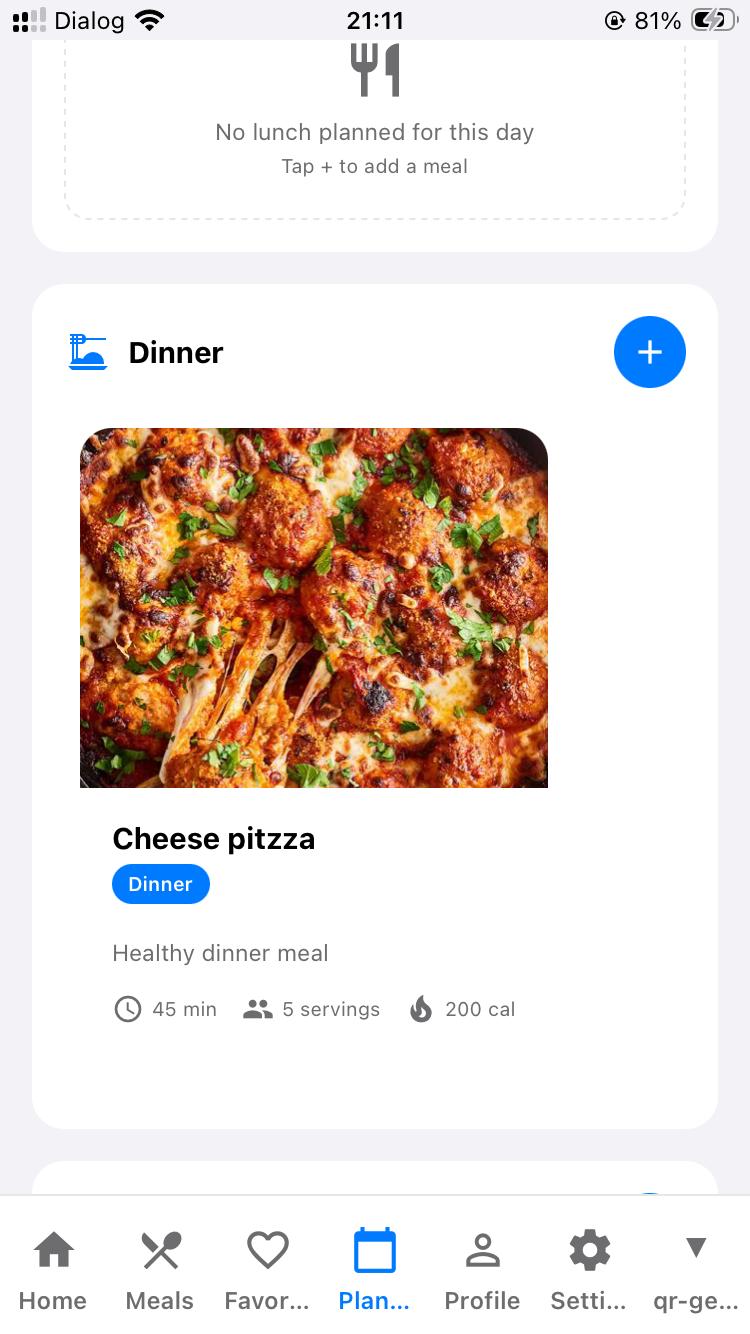 Dialog 21:11 81%
No lunch planned for this day
Tap + to add a meal
Dinner
Cheese pitzza
Dinner
Healthy dinner meal
45 min 5 servings 200 cal
Home Meals Favor... Plan... Profile Setti... qr-ge...